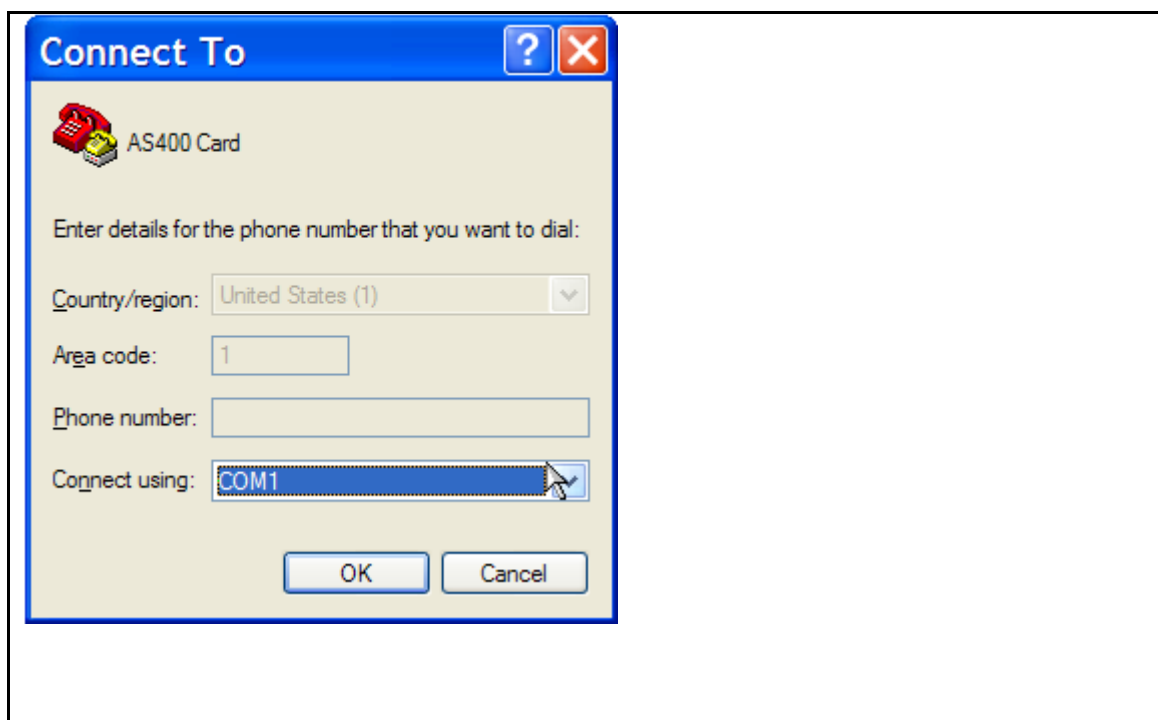 Connect To
?
AS400 Card
Enter details for the phone number that you want to dial:
Country/region: United States (1)
Area code: 1
Phone number:
Connect using: COM1
OK Cancel